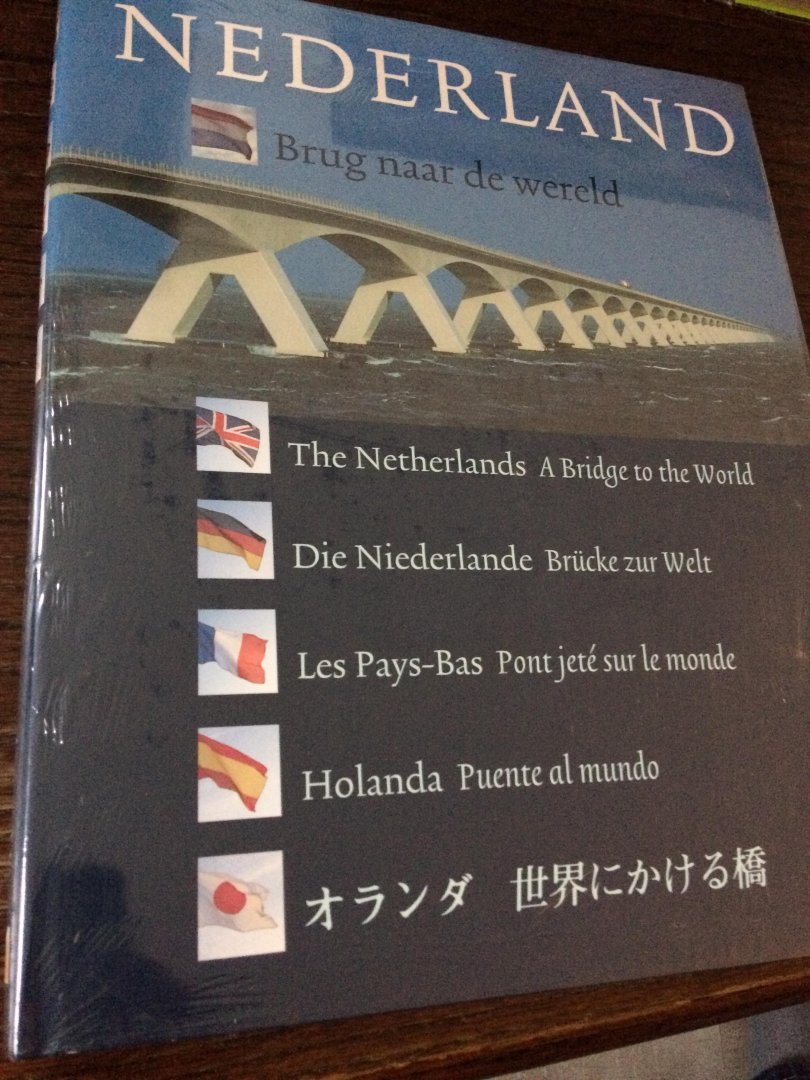 NEDERLAND
Brug naar de wereld
The Netherlands A Bridge to the World
Die Niederlande Brücke zur Welt
Les Pays-Bas Pont jeté sur le monde
Holanda Puente al mundo
オランダ 世界にかける橋